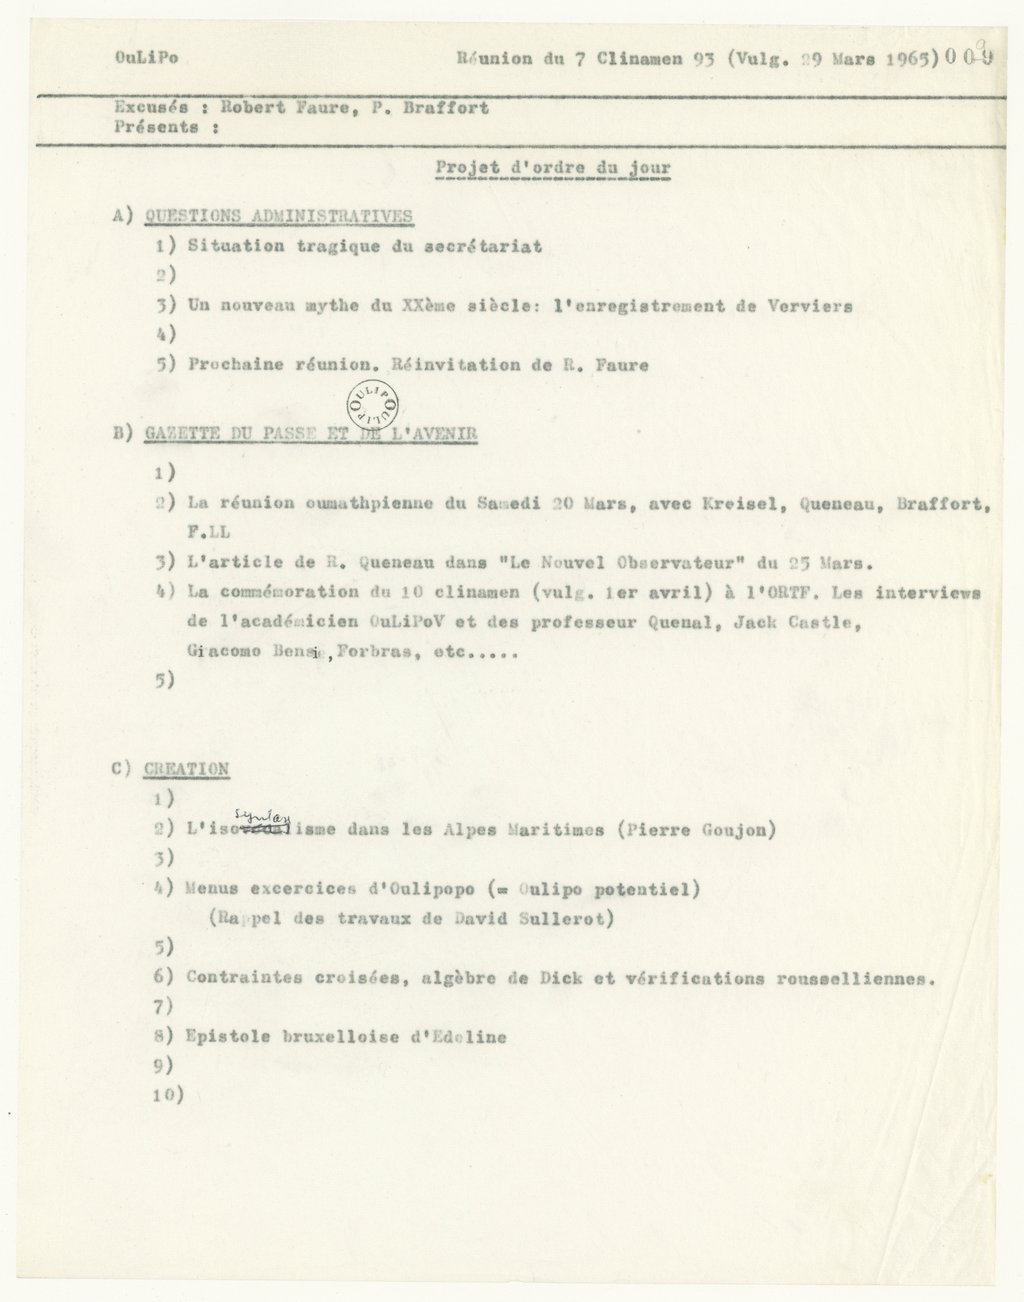 OuLiPo Réunion du 7 Clinamen 93 (Vulg. 29 Mars 1965) 009
9
Excusés : Robert Faure, P. Braffort
Présents :
Projet d'ordre du jour
A) QUESTIONS ADMINISTRATIVES
1) Situation tragique du secrétariat
2)
3) Un nouveau mythe du XXème siècle: l'enregistrement de Verviers
4)
5) Prochaine réunion. Réinvitation de R. Faure
OULIPOULIPO
B) GAZETTE DU PASSE ET DE L'AVENIR
1)
2) La réunion oumathpienne du Samedi 20 Mars, avec Kreisel, Queneau, Braffort,
F.LL
3) L'article de R. Queneau dans "Le Nouvel Observateur" du 25 Mars.
4) La commémoration du 10 clinamen (vulg. 1er avril) à l'ORTF. Les interviews
de l'académicien OuLiPoV et des professeur Quenal, Jack Castle,
Giacomo Bensi, Forbras, etc.....
5)
C) CREATION
1)
syntax
2) L'iso isme dans les Alpes Maritimes (Pierre Goujon)
3)
4) Menus excercices d'Oulipopo (= Oulipo potentiel)
(Rappel des travaux de David Sullerot)
5)
6) Contraintes croisées, algèbre de Dick et vérifications rousselliennes.
7)
8) Epistole bruxelloise d'Edeline
9)
10)